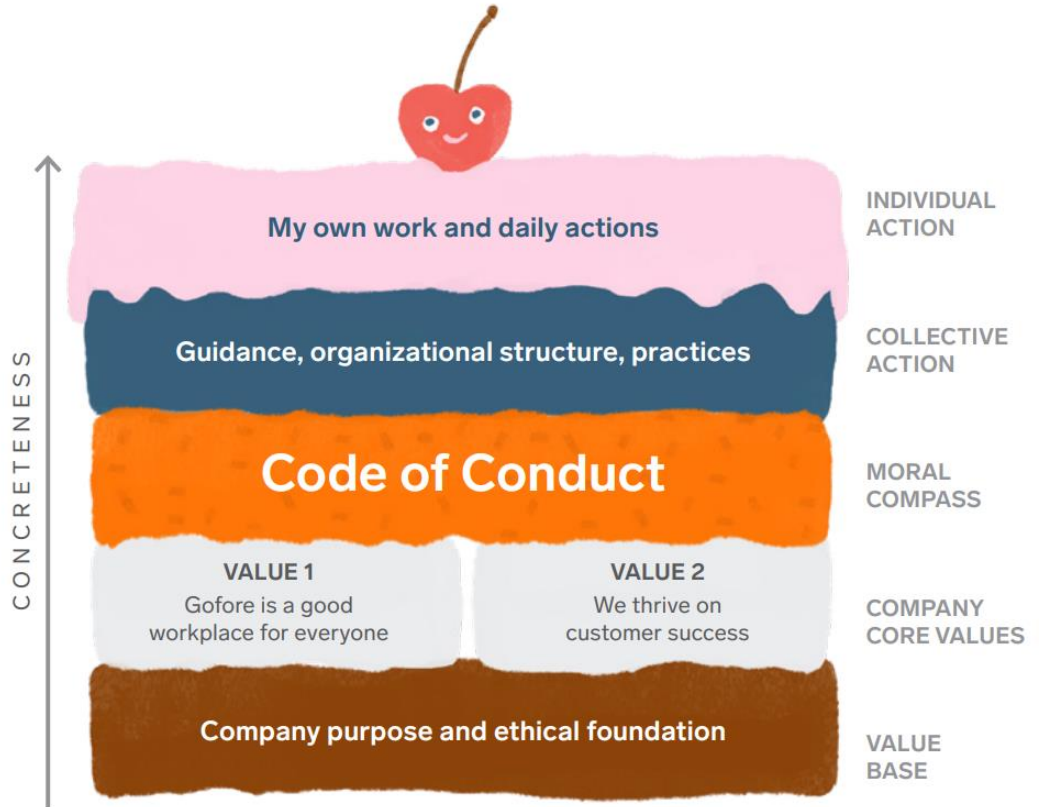 My own work and daily actions
INDIVIDUAL
ACTION
Guidance, organizational structure, practices
COLLECTIVE
ACTION
CONCRETENESS
Code of Conduct
MORAL
COMPASS
VALUE 1
Gofore is a good
workplace for everyone
VALUE 2
We thrive on
customer success
COMPANY
CORE VALUES
Company purpose and ethical foundation
VALUE
BASE